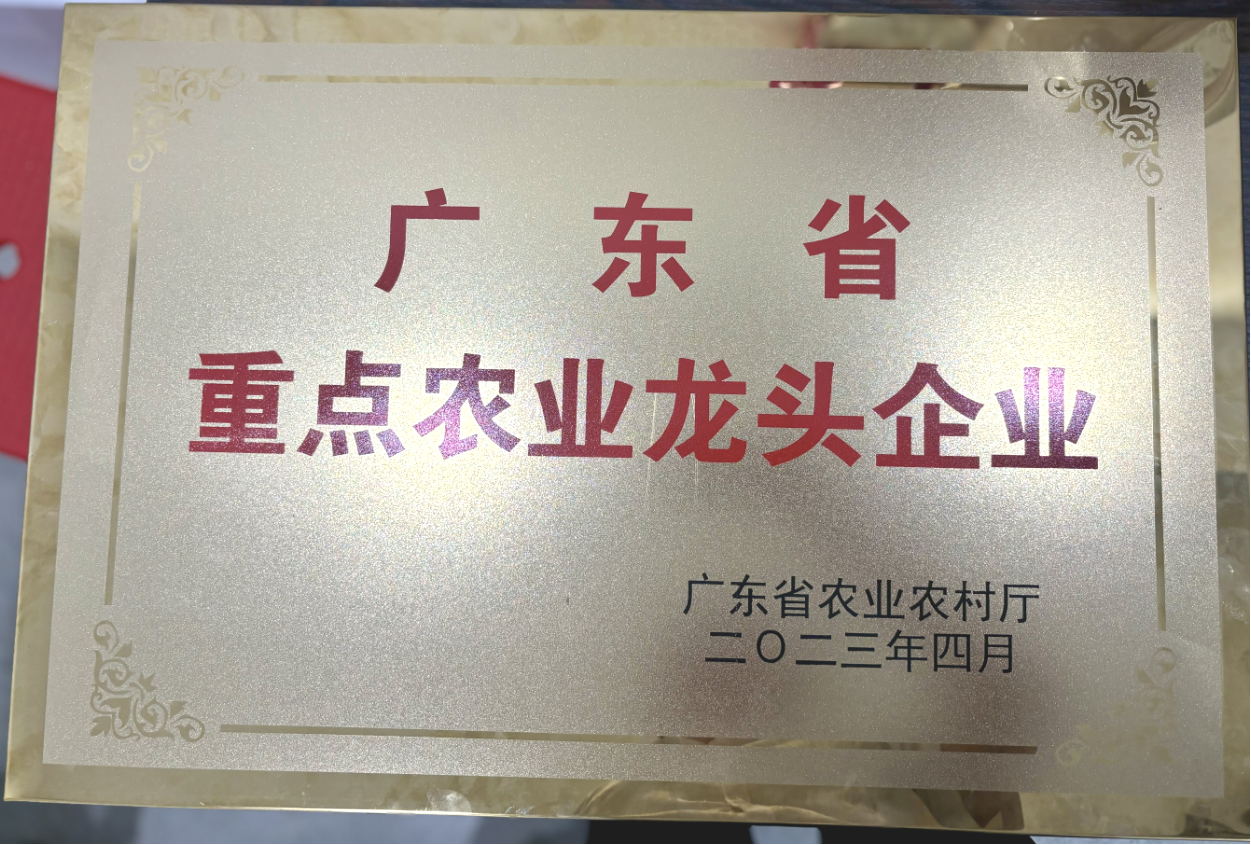 广东省
重点农业龙头企业
广东省农业农村厅
二〇二三年四月